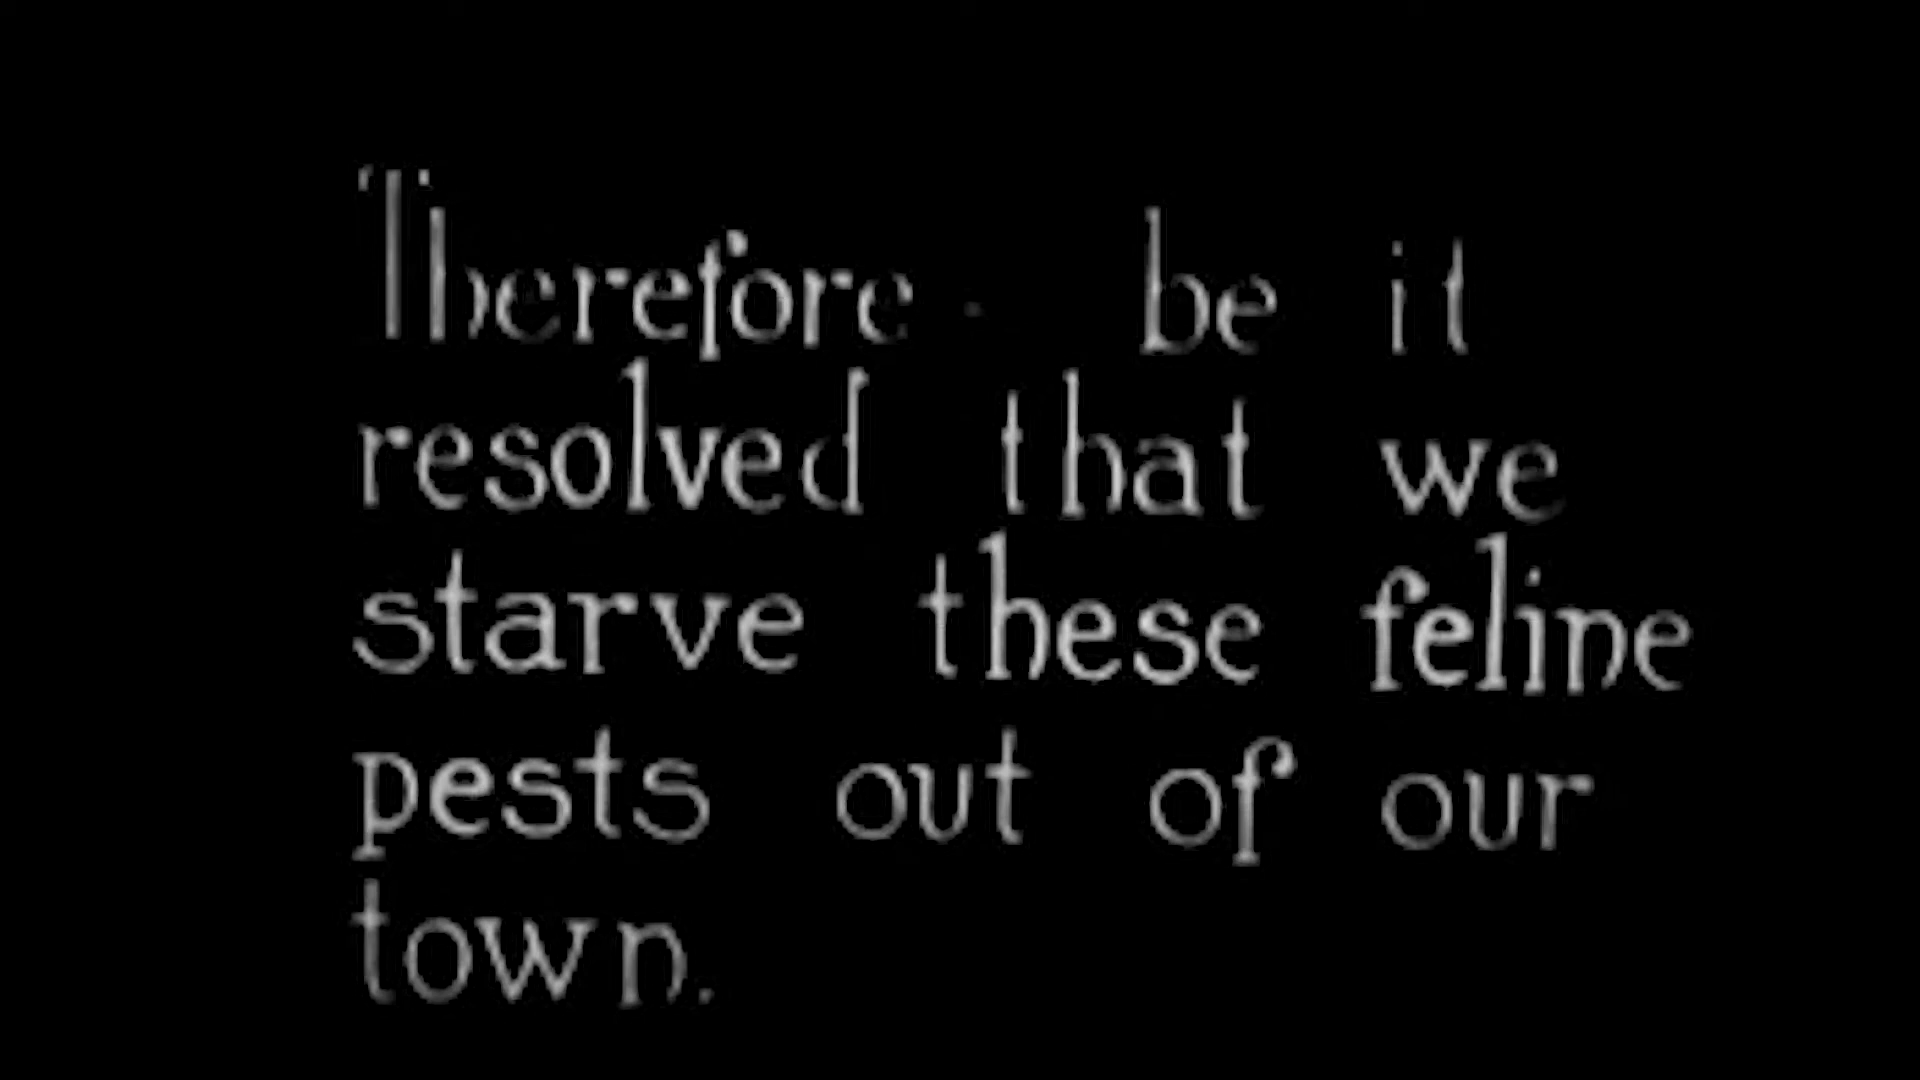 Therefore - be it
resolved that we
starve these feline
pests out of our
town.